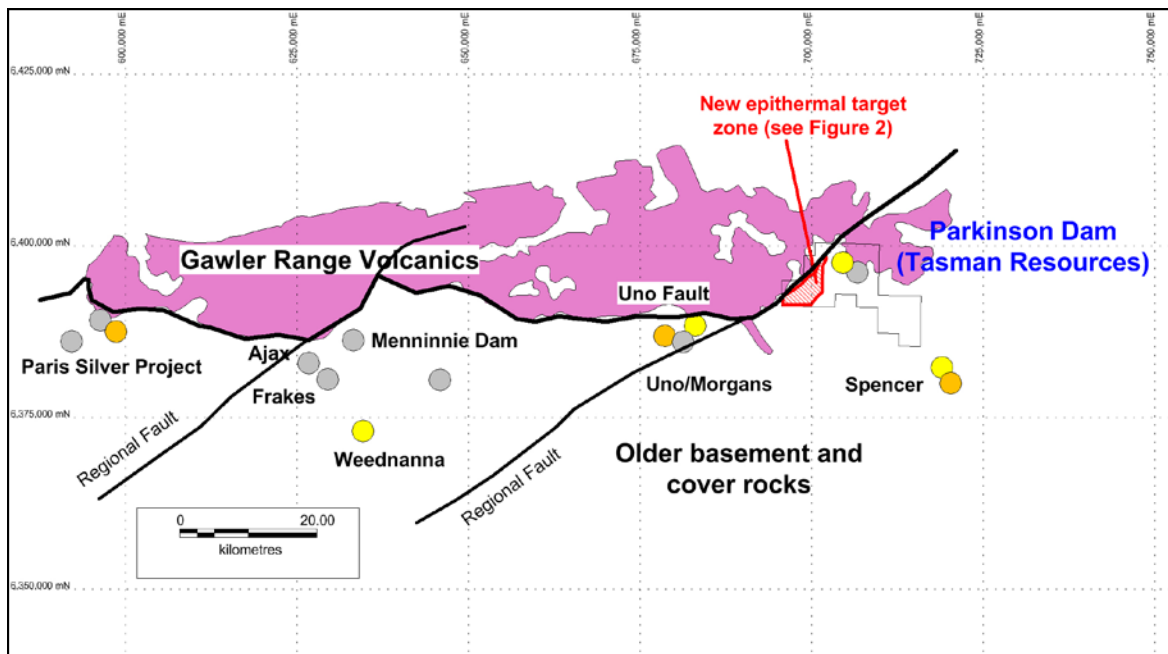 600,000 mE
625,000 mE
650,000 mE
675,000 mE
700,000 mE
725,000 mE
750,000 mE
6,425,000 mN
New epithermal target
zone (see Figure 2)
6,400,000 mN
Gawler Range Volcanics
Parkinson Dam
(Tasman Resources)
Uno Fault
Menninnie Dam
Ajax
Paris Silver Project
Frakes
Uno/Morgans
Spencer
6,375,000 mN
Regional Fault
Weednanna
Regional Fault
Older basement and
cover rocks
0 20.00
kilometres
6,350,000 mN